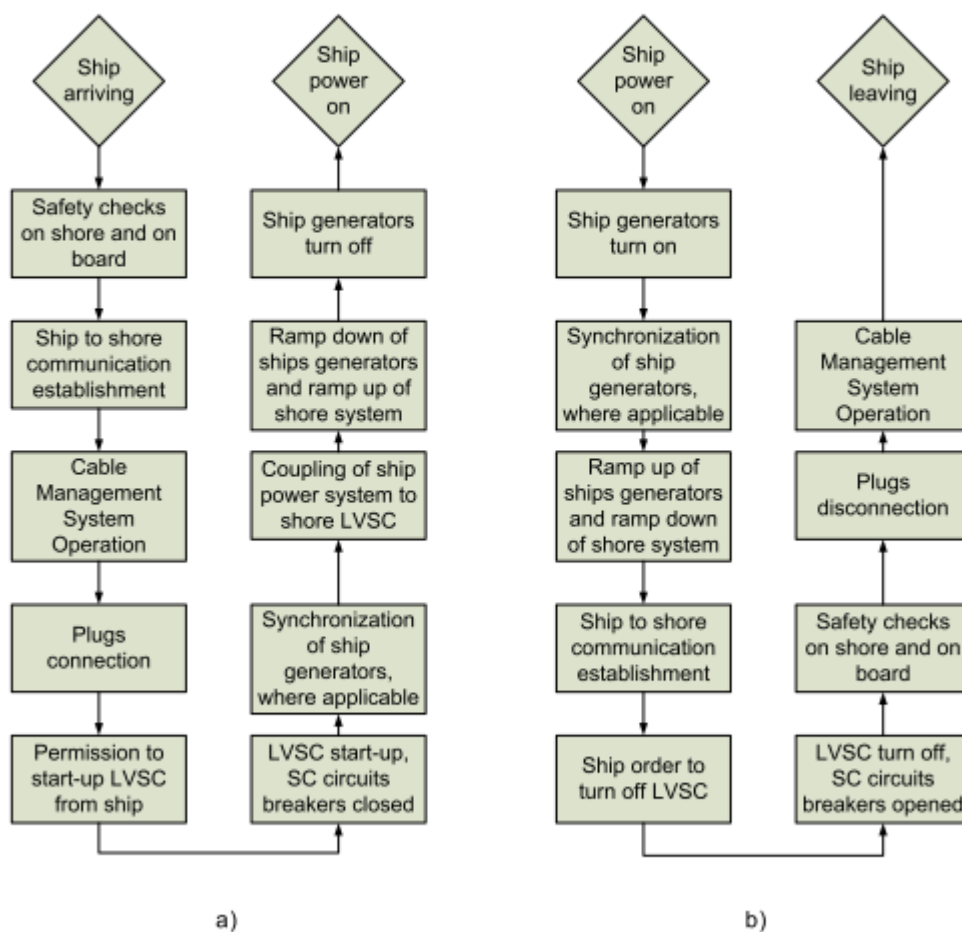 Ship
arriving
Safety checks
on shore and on
board
Ship to shore
communication
establishment
Cable
Management
System
Operation
Plugs
connection
Permission to
start-up LVSC
from ship
LVSC start-up,
SC circuits
breakers closed
Synchronization
of ship
generators,
where applicable
Coupling of ship
power system to
shore LVSC
Ramp down of
ships generators
and ramp up of
shore system
Ship generators
turn off
Ship
power
on
a)
Ship
power
on
Ship generators
turn on
Synchronization
of ship
generators,
where applicable
Ramp up of
ships generators
and ramp down
of shore system
Ship to shore
communication
establishment
Ship order to
turn off LVSC
LVSC turn off,
SC circuits
breakers opened
Safety checks
on shore and on
board
Plugs
disconnection
Cable
Management
System
Operation
Ship
leaving
b)